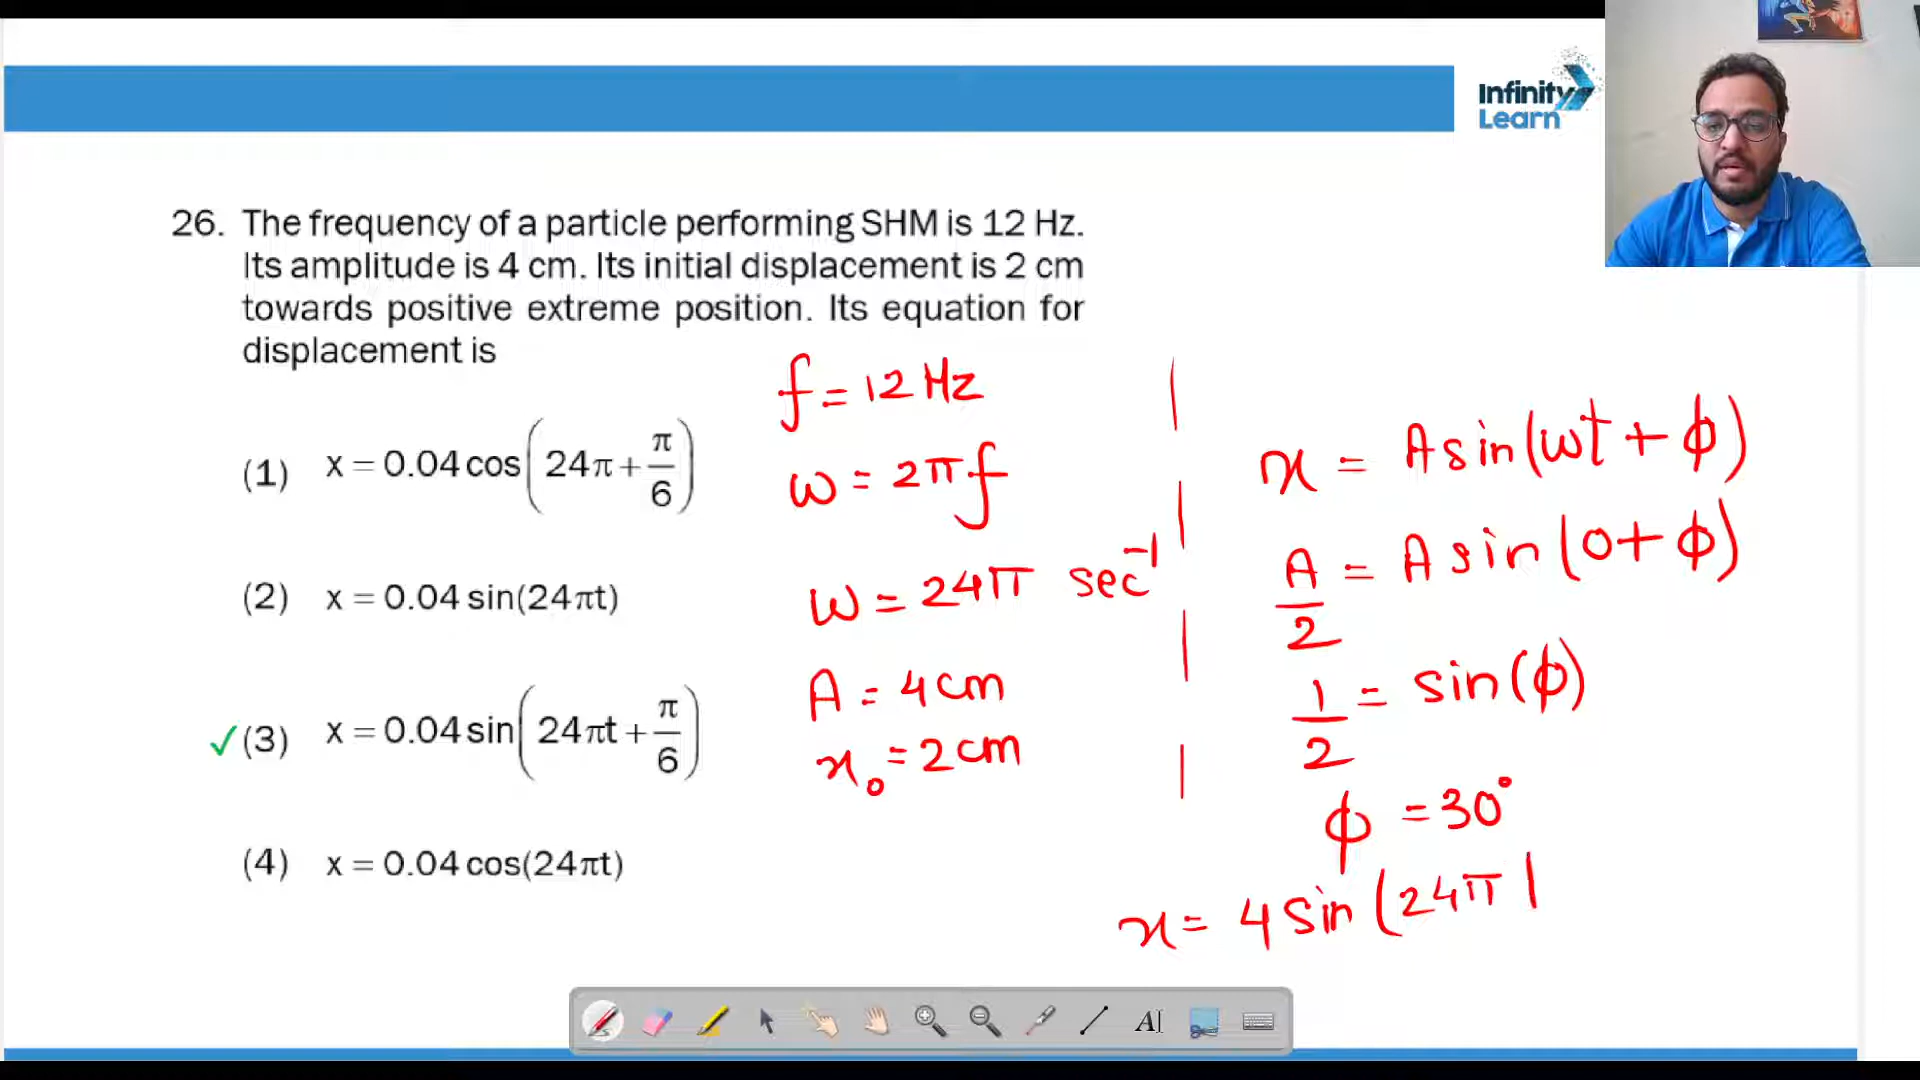 Infinity
Learn
26. The frequency of a particle performing SHM is 12 Hz.
Its amplitude is 4 cm. Its initial displacement is 2 cm
towards positive extreme position. Its equation for
displacement is
(1) x = 0.04 cos(24π + π/6)
(2) x = 0.04 sin(24πt)
✓(3) x = 0.04 sin(24πt + π/6)
(4) x = 0.04 cos(24πt)
f = 12 Hz
ω = 2πf
ω = 24π sec⁻¹
A = 4 cm
x₀ = 2 cm
x = A sin(ωt + ϕ)
A/2 = A sin(0 + ϕ)
1/2 = sin(ϕ)
ϕ = 30°
x = 4 sin(24π
A